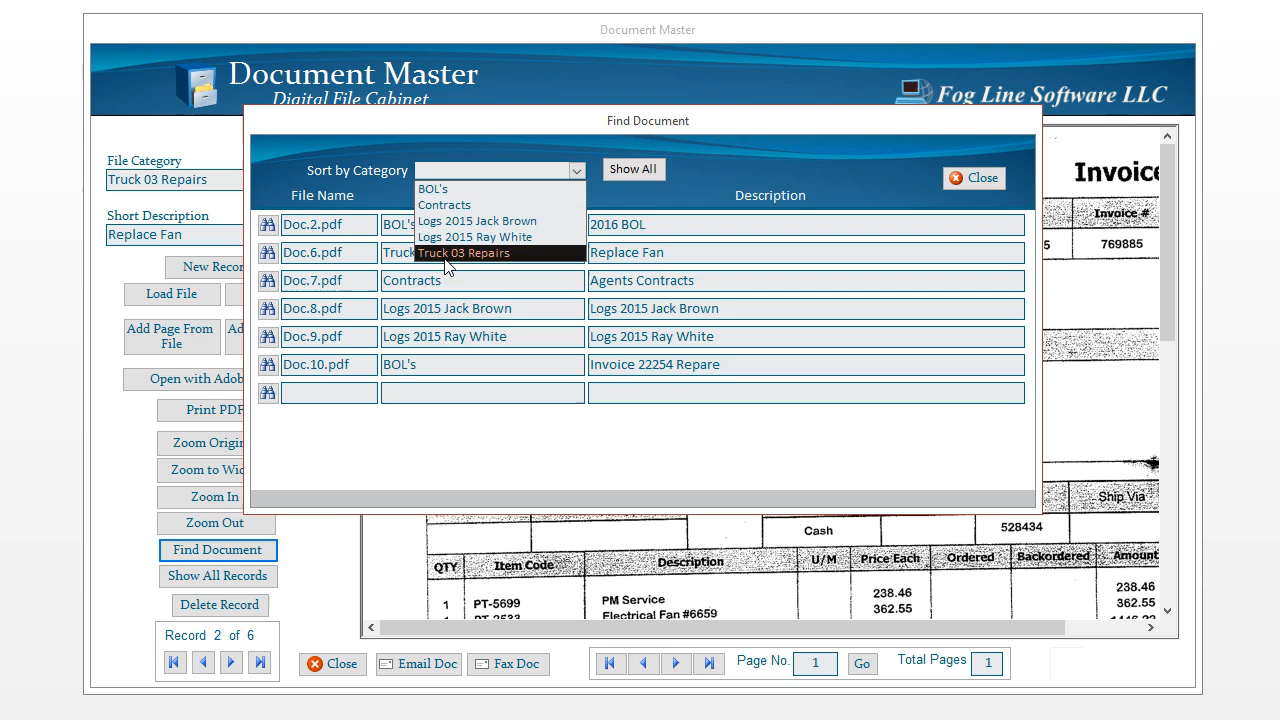 Document Master
Document Master
Digital File Cabinet
Fog Line Software LLC
Find Document
File Category
Truck 03 Repairs
Short Description
Replace Fan
New Recor
Load File
Add Page From
File
Ad
Open with Adob
Print PDF
Zoom Origin
Zoom to Wid
Zoom In
Zoom Out
Find Document
Show All Records
Delete Record
Record 2 of 6
Sort by Category
Show All
Close
File Name
Description
BOL's
Contracts
Logs 2015 Jack Brown
Logs 2015 Ray White
Truck 03 Repairs
Doc.2.pdf BOL's 2016 BOL
Doc.6.pdf Truck Replace Fan
Doc.7.pdf Contracts Agents Contracts
Doc.8.pdf Logs 2015 Jack Brown Logs 2015 Jack Brown
Doc.9.pdf Logs 2015 Ray White Logs 2015 Ray White
Doc.10.pdf BOL's Invoice 22254 Repare
Invoice
Invoice #
5 769885
Ship Via
Cash 528434
QTY Item Code Description U/M Price Each Ordered Backordered Amount
1 PT-5699 PM Service 238.46 238.46
Electrical Fan #6659 362.55 362.55
Close
Email Doc
Fax Doc
Page No. 1 Go Total Pages 1